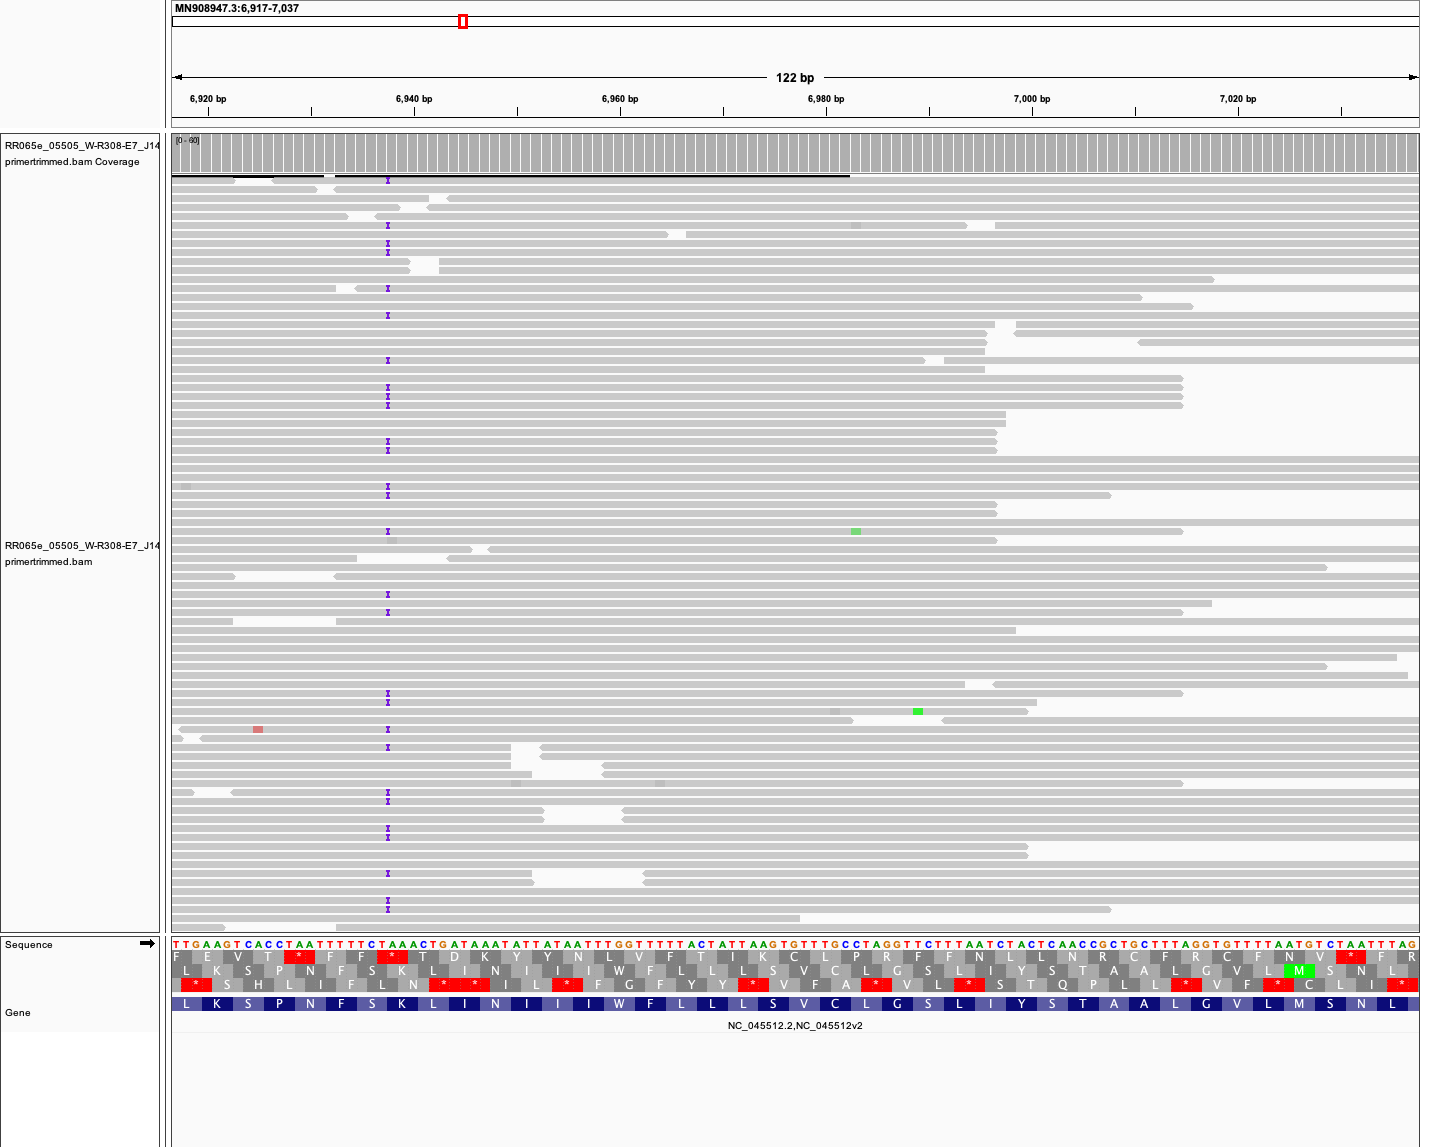 MN908947.3:6,917-7,037
122 bp
6,920 bp 6,940 bp 6,960 bp 6,980 bp 7,000 bp 7,020 bp
RR065e_05505_W-R308-E7_J14
primertrimmed.bam Coverage
[0 - 60]
RR065e_05505_W-R308-E7_J14
primertrimmed.bam
Sequence
TTGAAGTCACCTAATTTTTCTAAACTGATAAATATTATAATTTGGTTTTTACTATTAAGTGTTTGCCTAGGTTCTTTAATCTACTCAACCGCTGCTTTAGGTGTTTTAATGTCTAATTTAG
F E V T * F F * T D K Y Y N L V F T I K C L P R F F N L L N R C F R C F N V * F R
L K S P N F S K L I N I I I W F L L L S V C L G S L I Y S T A A L G V L M S N L
* S H L I F L N * * I L * F G F Y Y * V F A * V L * S T Q P L L * V F * C L I *
Gene
L K S P N F S K L I N I I I W F L L L S V C L G S L I Y S T A A L G V L M S N L
NC_045512.2,NC_045512v2